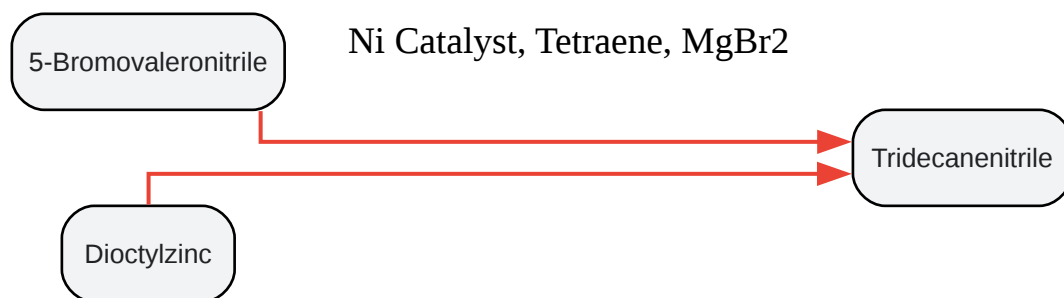 Ni Catalyst, Tetraene, MgBr2
5-Bromovaleronitrile
Tridecanenitrile
Dioctylzinc